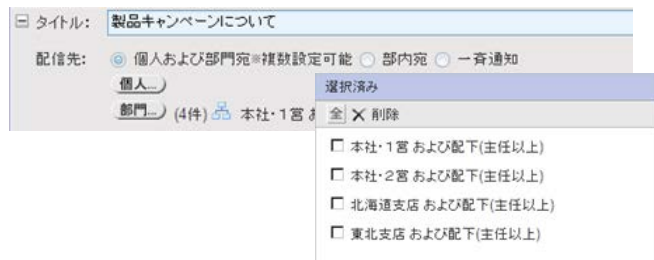 タイトル: 製品キャンペーンについて
配信先: 個人および部門宛※複数設定可能 部内宛 一斉通知
個人...
部門... (4件) 本社・1営 お
選択済み
全 削除
本社・1営 および配下(主任以上)
本社・2営 および配下(主任以上)
北海道支店 および配下(主任以上)
東北支店 および配下(主任以上)